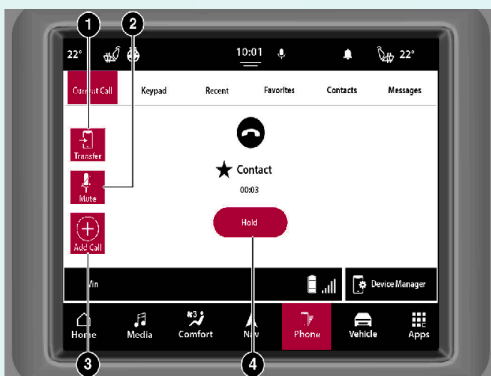 1 2
22° 10:01 22°
Current Call Keypad Recent Favorites Contacts Messages
Transfer
Contact
00:03
Mute
Hold
Add Call
Device Manager
3
Home Media Comfort Nav Phone Vehicle Apps
3 4